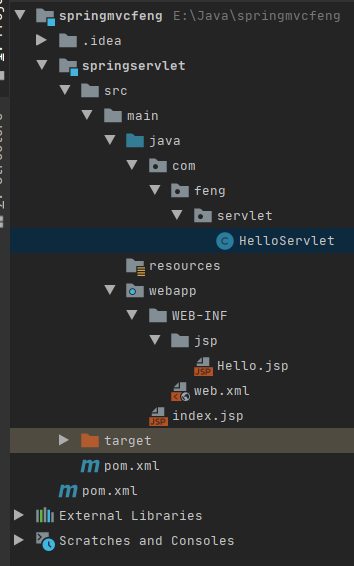 springmvcfeng E:\Java\springmvcfeng
.idea
springservlet
src
main
java
com
feng
servlet
HelloServlet
resources
webapp
WEB-INF
jsp
Hello.jsp
web.xml
index.jsp
target
pom.xml
pom.xml
External Libraries
Scratches and Consoles